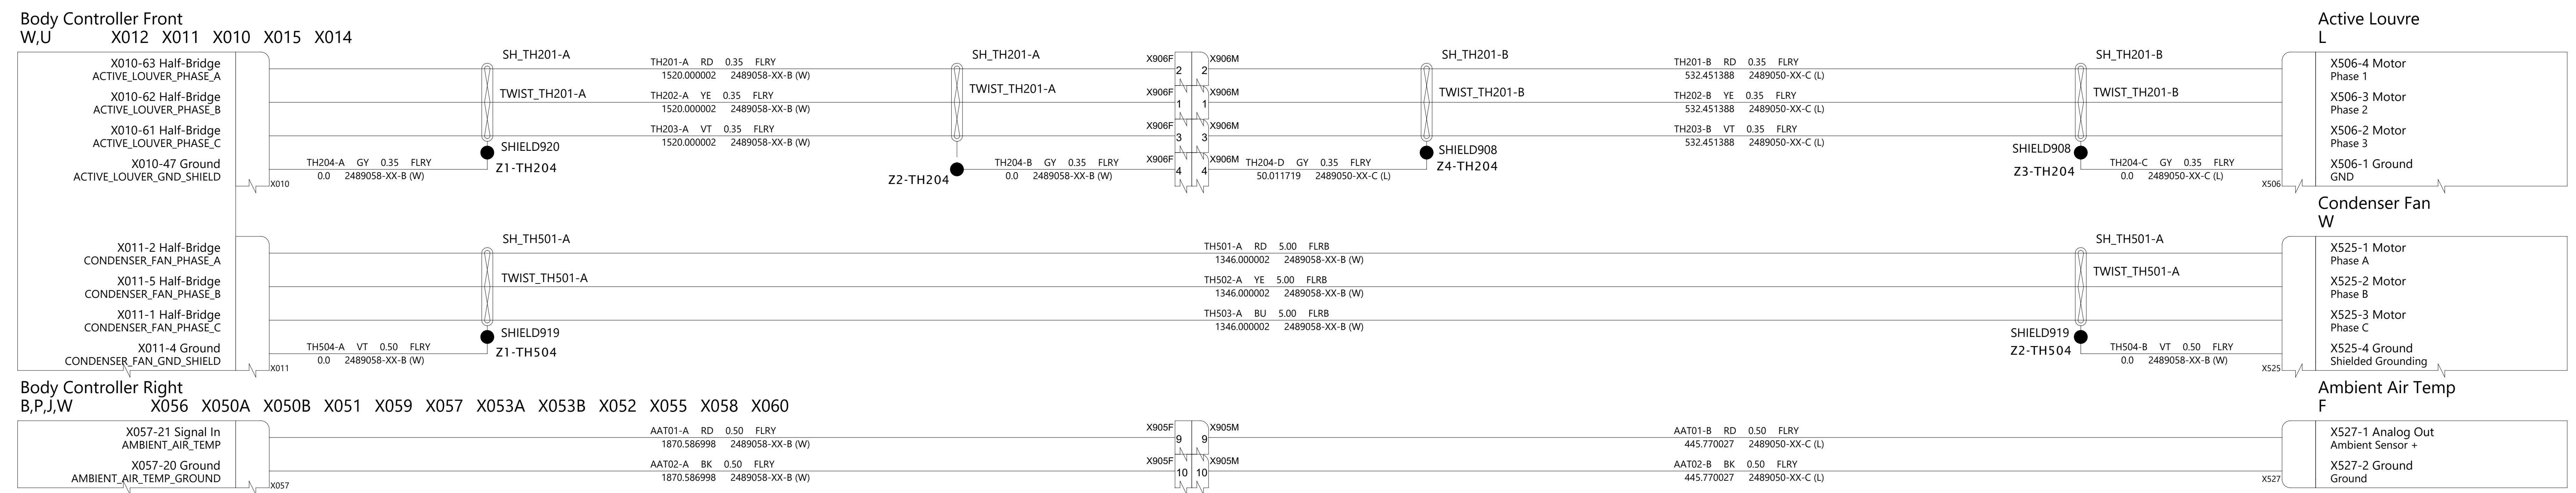 Body Controller Front
W,U X012 X011 X010 X015 X014
Active Louvre
L
X010-63 Half-Bridge
ACTIVE_LOUVER_PHASE_A
X010-62 Half-Bridge
ACTIVE_LOUVER_PHASE_B
X010-61 Half-Bridge
ACTIVE_LOUVER_PHASE_C
X010-47 Ground
ACTIVE_LOUVER_GND_SHIELD
X010
SH_TH201-A
TWIST_TH201-A
SHIELD920
Z1-TH204
TH204-A GY 0.35 FLRY
0.0 2489058-XX-B (W)
TH201-A RD 0.35 FLRY
1520.000002 2489058-XX-B (W)
TH202-A YE 0.35 FLRY
1520.000002 2489058-XX-B (W)
TH203-A VT 0.35 FLRY
1520.000002 2489058-XX-B (W)
SH_TH201-A
TWIST_TH201-A
Z2-TH204
TH204-B GY 0.35 FLRY
0.0 2489058-XX-B (W)
X906F 2 2 X906M
X906F 1 1 X906M
X906F 3 3 X906M
X906F 4 4 X906M
TH204-D GY 0.35 FLRY
50.011719 2489050-XX-C (L)
SH_TH201-B
TWIST_TH201-B
SHIELD908
Z4-TH204
TH201-B RD 0.35 FLRY
532.451388 2489050-XX-C (L)
TH202-B YE 0.35 FLRY
532.451388 2489050-XX-C (L)
TH203-B VT 0.35 FLRY
532.451388 2489050-XX-C (L)
SH_TH201-B
TWIST_TH201-B
SHIELD908
Z3-TH204
TH204-C GY 0.35 FLRY
0.0 2489050-XX-C (L)
X506
X506-4 Motor
Phase 1
X506-3 Motor
Phase 2
X506-2 Motor
Phase 3
X506-1 Ground
GND
Condenser Fan
W
X011-2 Half-Bridge
CONDENSER_FAN_PHASE_A
X011-5 Half-Bridge
CONDENSER_FAN_PHASE_B
X011-1 Half-Bridge
CONDENSER_FAN_PHASE_C
X011-4 Ground
CONDENSER_FAN_GND_SHIELD
X011
SH_TH501-A
TWIST_TH501-A
SHIELD919
Z1-TH504
TH504-A VT 0.50 FLRY
0.0 2489058-XX-B (W)
TH501-A RD 5.00 FLRB
1346.000002 2489058-XX-B (W)
TH502-A YE 5.00 FLRB
1346.000002 2489058-XX-B (W)
TH503-A BU 5.00 FLRB
1346.000002 2489058-XX-B (W)
SH_TH501-A
TWIST_TH501-A
SHIELD919
Z2-TH504
TH504-B VT 0.50 FLRY
0.0 2489058-XX-B (W)
X525
X525-1 Motor
Phase A
X525-2 Motor
Phase B
X525-3 Motor
Phase C
X525-4 Ground
Shielded Grounding
Body Controller Right
B,P,J,W X056 X050A X050B X051 X059 X057 X053A X053B X052 X055 X058 X060
Ambient Air Temp
F
X057-21 Signal In
AMBIENT_AIR_TEMP
X057-20 Ground
AMBIENT_AIR_TEMP_GROUND
X057
AAT01-A RD 0.50 FLRY
1870.586998 2489058-XX-B (W)
AAT02-A BK 0.50 FLRY
1870.586998 2489058-XX-B (W)
X905F 9 9 X905M
X905F 10 10 X905M
AAT01-B RD 0.50 FLRY
445.770027 2489050-XX-C (L)
AAT02-B BK 0.50 FLRY
445.770027 2489050-XX-C (L)
X527
X527-1 Analog Out
Ambient Sensor +
X527-2 Ground
Ground